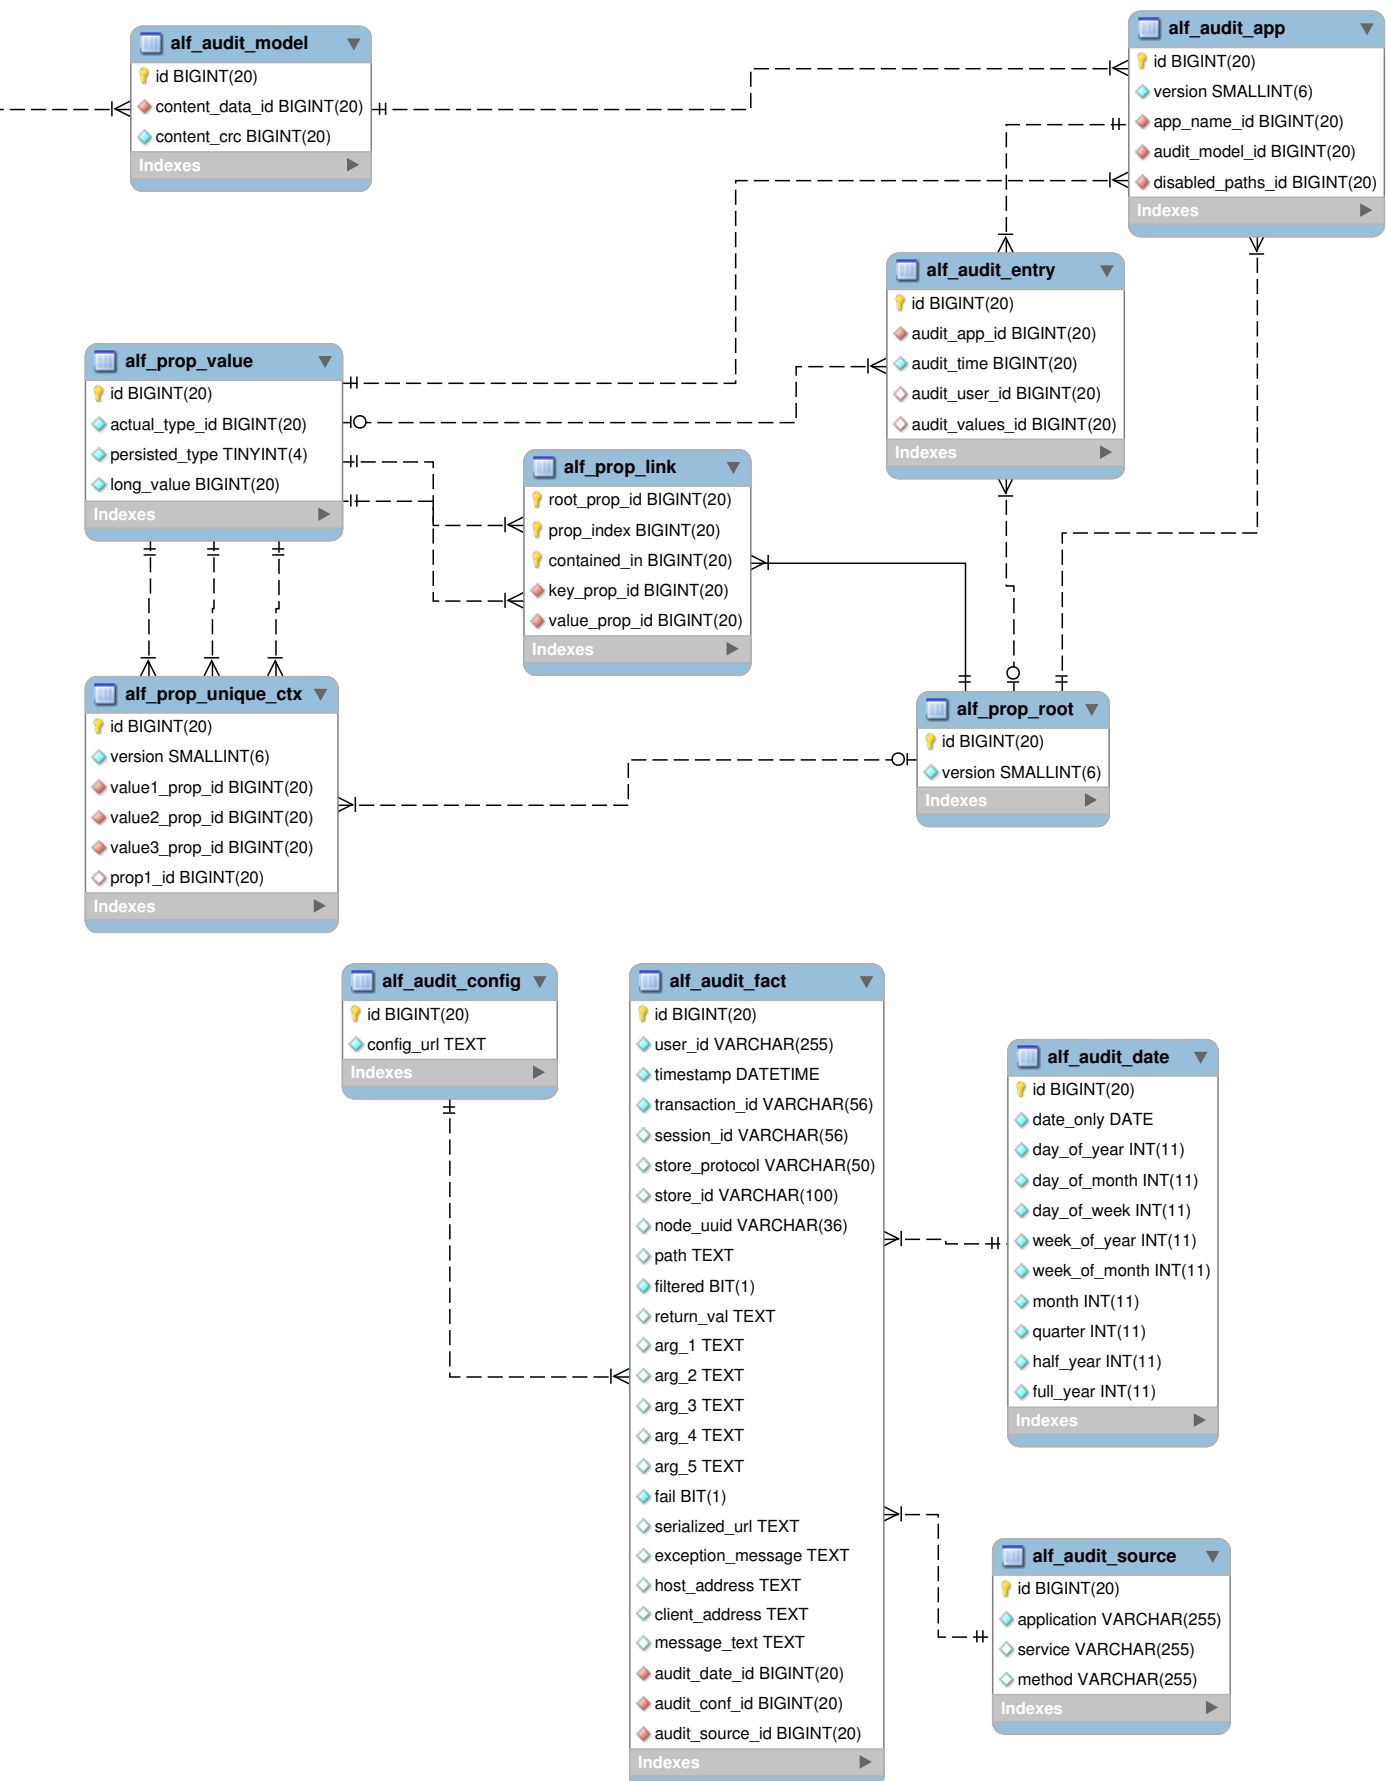 alf_audit_model
id BIGINT(20)
content_data_id BIGINT(20)
content_crc BIGINT(20)
Indexes
alf_audit_app
id BIGINT(20)
version SMALLINT(6)
app_name_id BIGINT(20)
audit_model_id BIGINT(20)
disabled_paths_id BIGINT(20)
Indexes
alf_audit_entry
id BIGINT(20)
audit_app_id BIGINT(20)
audit_time BIGINT(20)
audit_user_id BIGINT(20)
audit_values_id BIGINT(20)
Indexes
alf_prop_value
id BIGINT(20)
actual_type_id BIGINT(20)
persisted_type TINYINT(4)
long_value BIGINT(20)
Indexes
alf_prop_link
root_prop_id BIGINT(20)
prop_index BIGINT(20)
contained_in BIGINT(20)
key_prop_id BIGINT(20)
value_prop_id BIGINT(20)
Indexes
alf_prop_unique_ctx
id BIGINT(20)
version SMALLINT(6)
value1_prop_id BIGINT(20)
value2_prop_id BIGINT(20)
value3_prop_id BIGINT(20)
prop1_id BIGINT(20)
Indexes
alf_prop_root
id BIGINT(20)
version SMALLINT(6)
Indexes
alf_audit_config
id BIGINT(20)
config_url TEXT
Indexes
alf_audit_fact
id BIGINT(20)
user_id VARCHAR(255)
timestamp DATETIME
transaction_id VARCHAR(56)
session_id VARCHAR(56)
store_protocol VARCHAR(50)
store_id VARCHAR(100)
node_uuid VARCHAR(36)
path TEXT
filtered BIT(1)
return_val TEXT
arg_1 TEXT
arg_2 TEXT
arg_3 TEXT
arg_4 TEXT
arg_5 TEXT
fail BIT(1)
serialized_url TEXT
exception_message TEXT
host_address TEXT
client_address TEXT
message_text TEXT
audit_date_id BIGINT(20)
audit_conf_id BIGINT(20)
audit_source_id BIGINT(20)
Indexes
alf_audit_date
id BIGINT(20)
date_only DATE
day_of_year INT(11)
day_of_month INT(11)
day_of_week INT(11)
week_of_year INT(11)
week_of_month INT(11)
month INT(11)
quarter INT(11)
half_year INT(11)
full_year INT(11)
Indexes
alf_audit_source
id BIGINT(20)
application VARCHAR(255)
service VARCHAR(255)
method VARCHAR(255)
Indexes